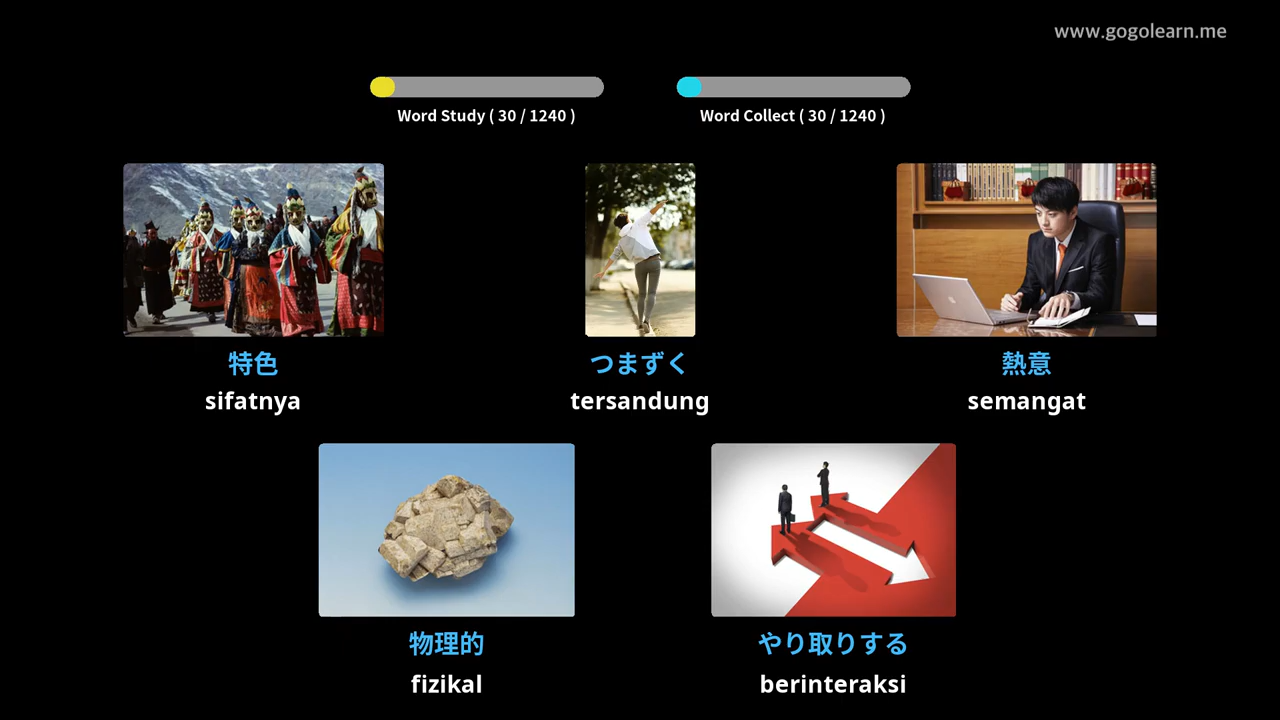 www.gogolearn.me
Word Study ( 30 / 1240 )
Word Collect ( 30 / 1240 )
特色
sifatnya
つまずく
tersandung
熱意
semangat
物理的
fizikal
やり取りする
berinteraksi